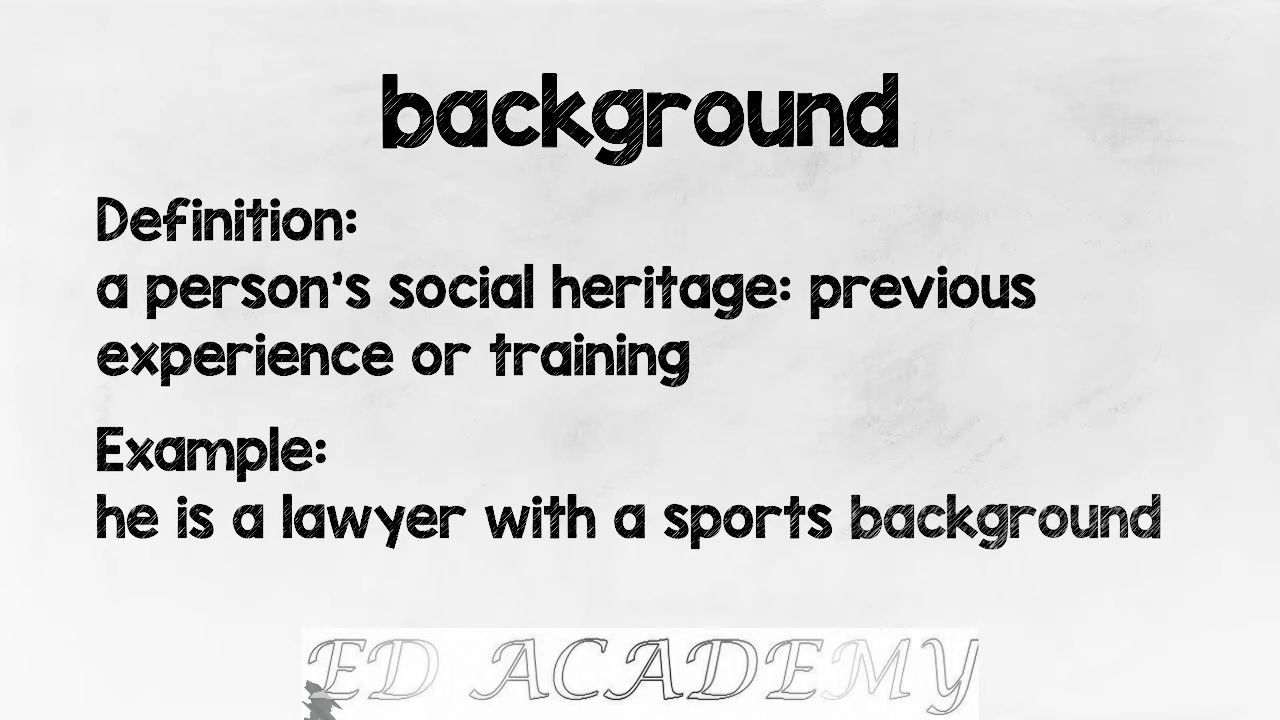 background
Definition:
a person's social heritage: previous
experience or training
Example:
he is a lawyer with a sports background
ED ACADEMY